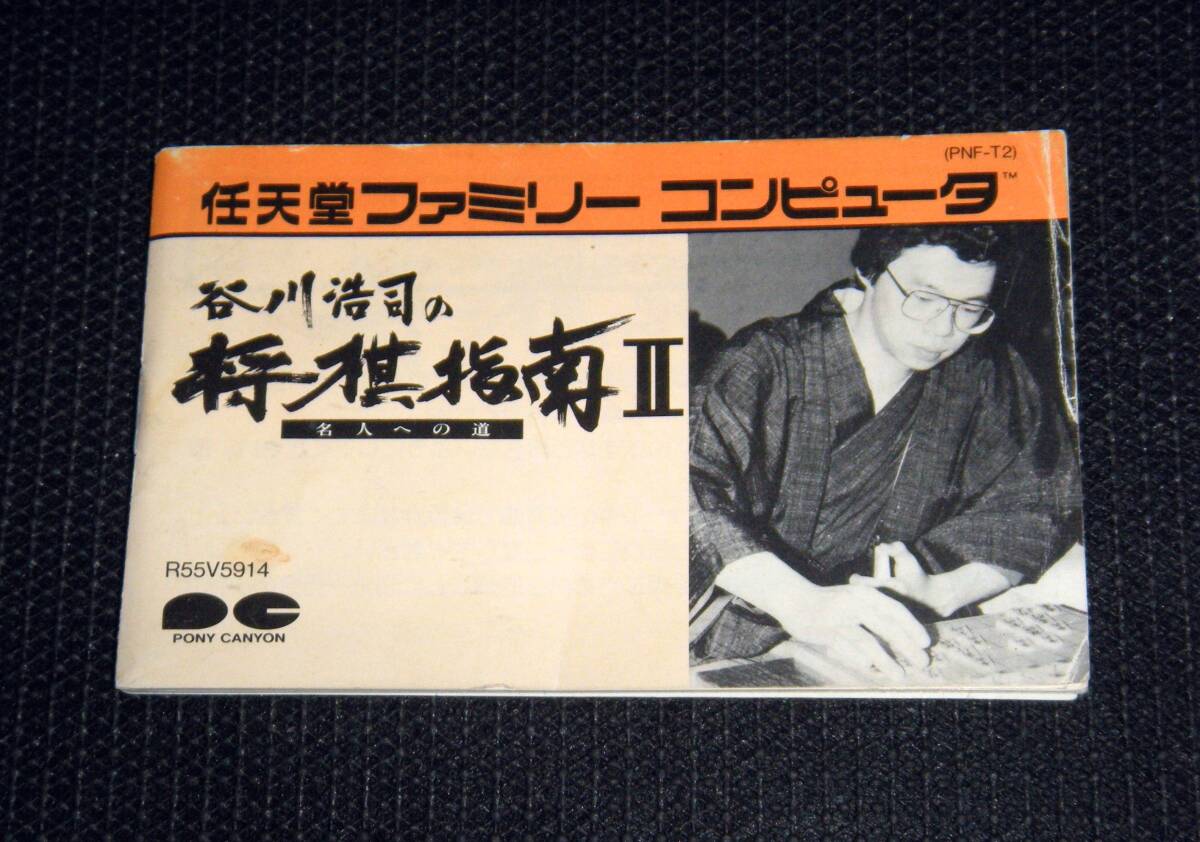 (PNF-T2)
任天堂ファミリー コンピュータ™
谷川浩司の
将棋指南Ⅱ
名人への道
R55V5914
PONY CANYON